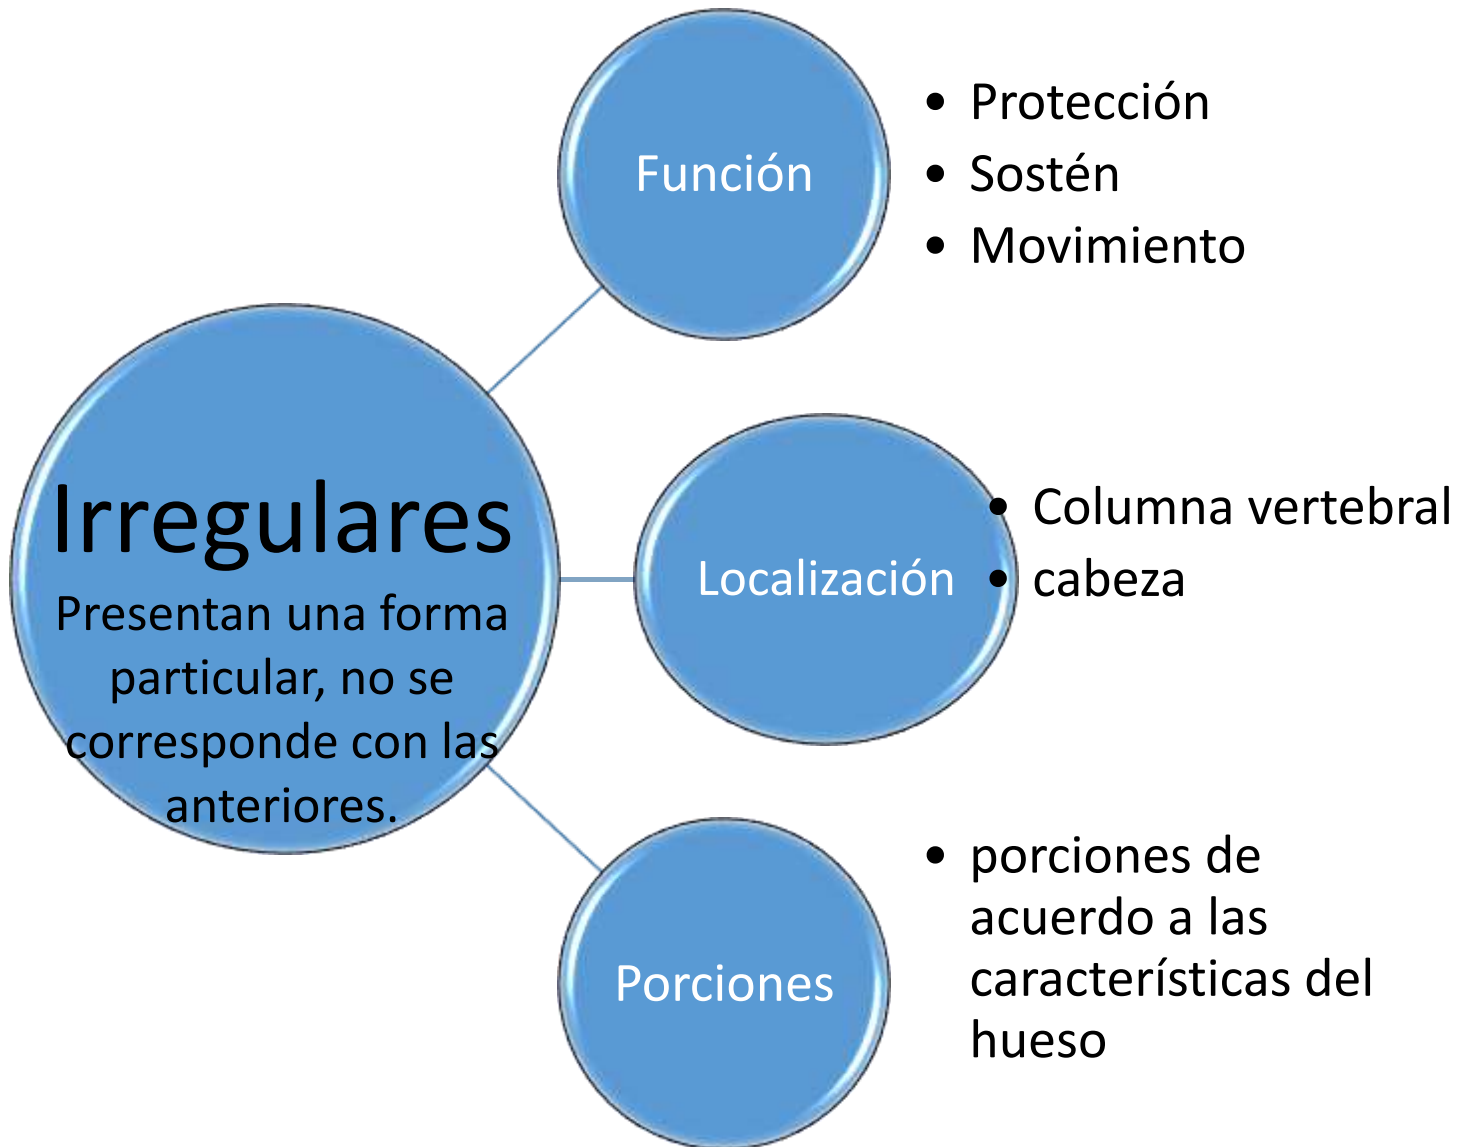 Irregulares
Presentan una forma
particular, no se
corresponde con las
anteriores.
Función
• Protección
• Sostén
• Movimiento
Localización
• Columna vertebral
• cabeza
Porciones
• porciones de
acuerdo a las
características del
hueso